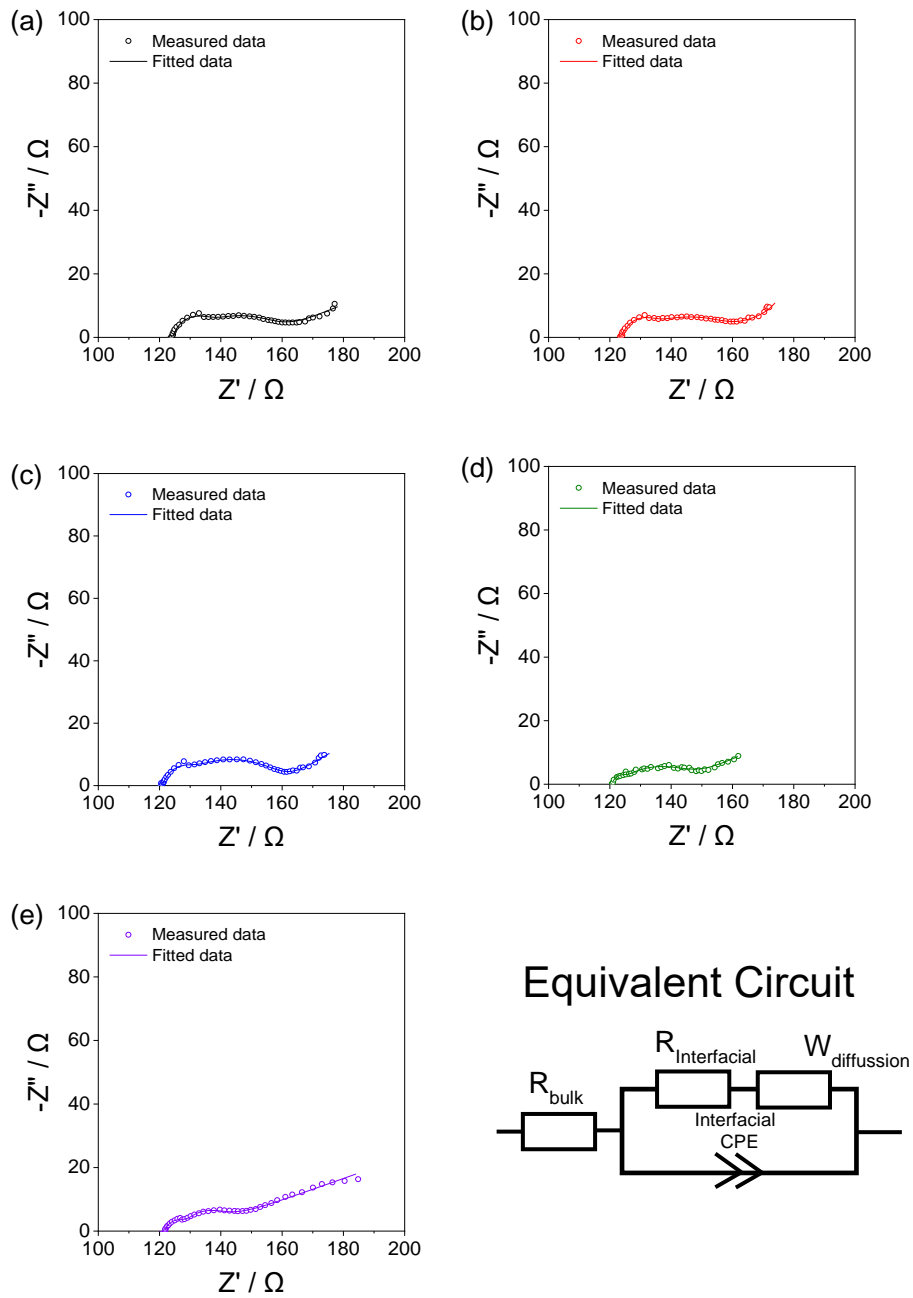 (a)
Measured data
Fitted data
-Z" / Ω
100
80
60
40
20
0
100 120 140 160 180 200
Z' / Ω
(b)
Measured data
Fitted data
-Z" / Ω
100
80
60
40
20
0
100 120 140 160 180 200
Z' / Ω
(c)
Measured data
Fitted data
-Z" / Ω
100
80
60
40
20
0
100 120 140 160 180 200
Z' / Ω
(d)
Measured data
Fitted data
-Z" / Ω
100
80
60
40
20
0
100 120 140 160 180 200
Z' / Ω
(e)
Measured data
Fitted data
-Z" / Ω
100
80
60
40
20
0
100 120 140 160 180 200
Z' / Ω
Equivalent Circuit
R Interfacial
W diffussion
R bulk
Interfacial
CPE